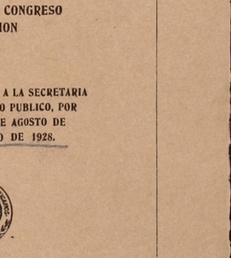 CONGRESO
ION
A LA SECRETARIA
O PUBLICO, POR
E AGOSTO DE
O DE 1928.